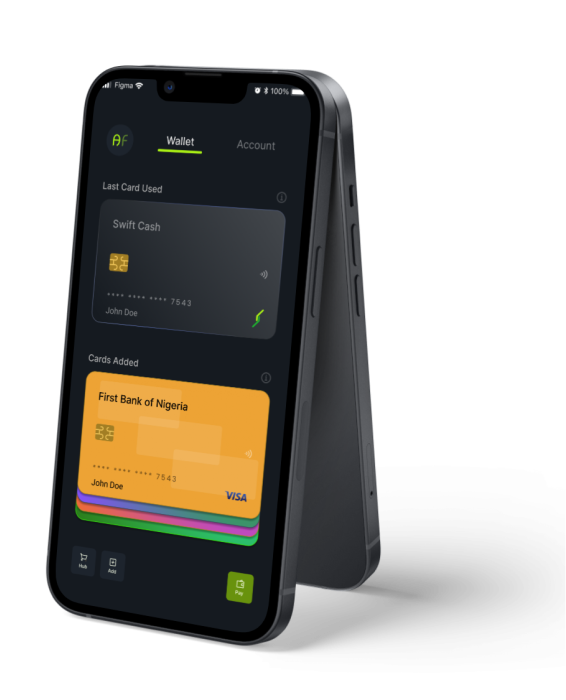 Figma
100%
AF
Wallet
Account
Last Card Used
Swift Cash
**** **** **** 7543
John Doe
Cards Added
First Bank of Nigeria
**** **** **** 7543
John Doe
VISA
Hub
Add
Pay